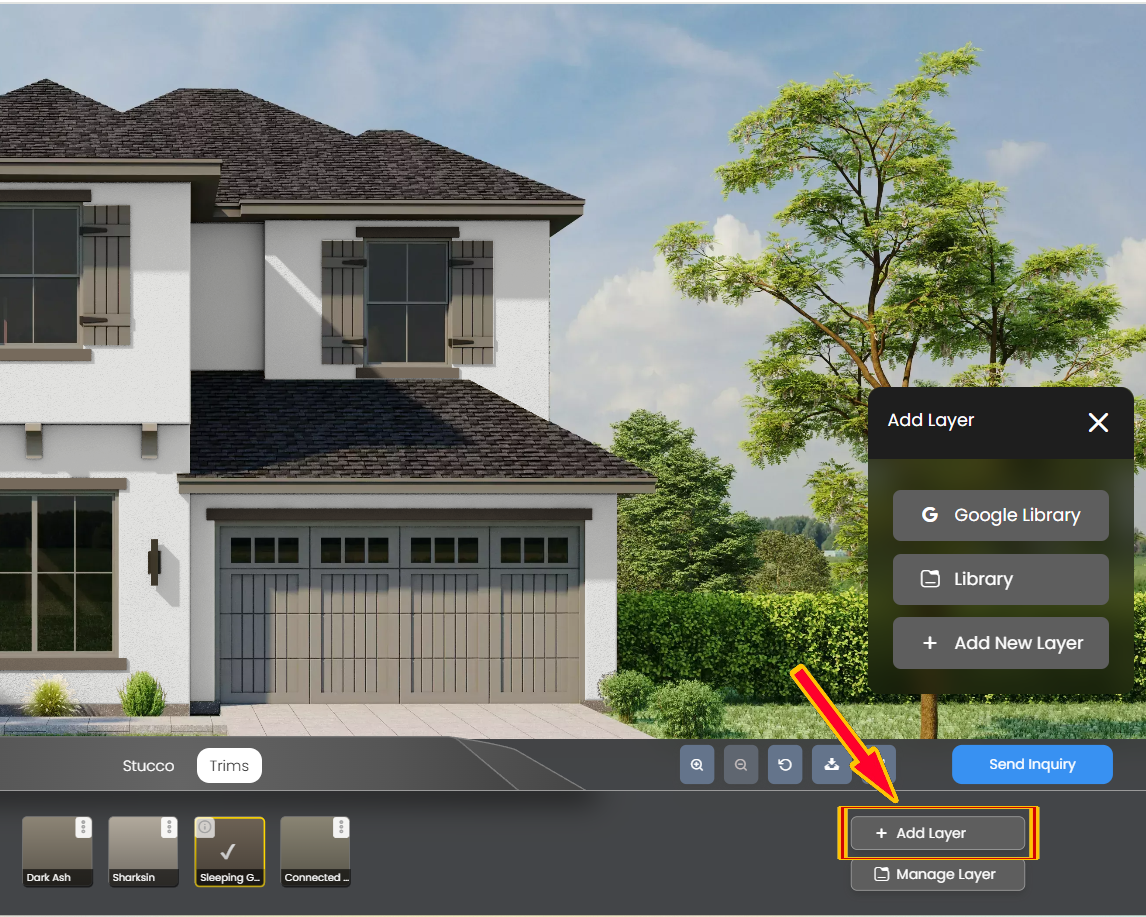 Add Layer
Google Library
Library
Add New Layer
Stucco
Trims
Send Inquiry
Dark Ash
Sharksin
Sleeping G...
Connected ...
Add Layer
Manage Layer